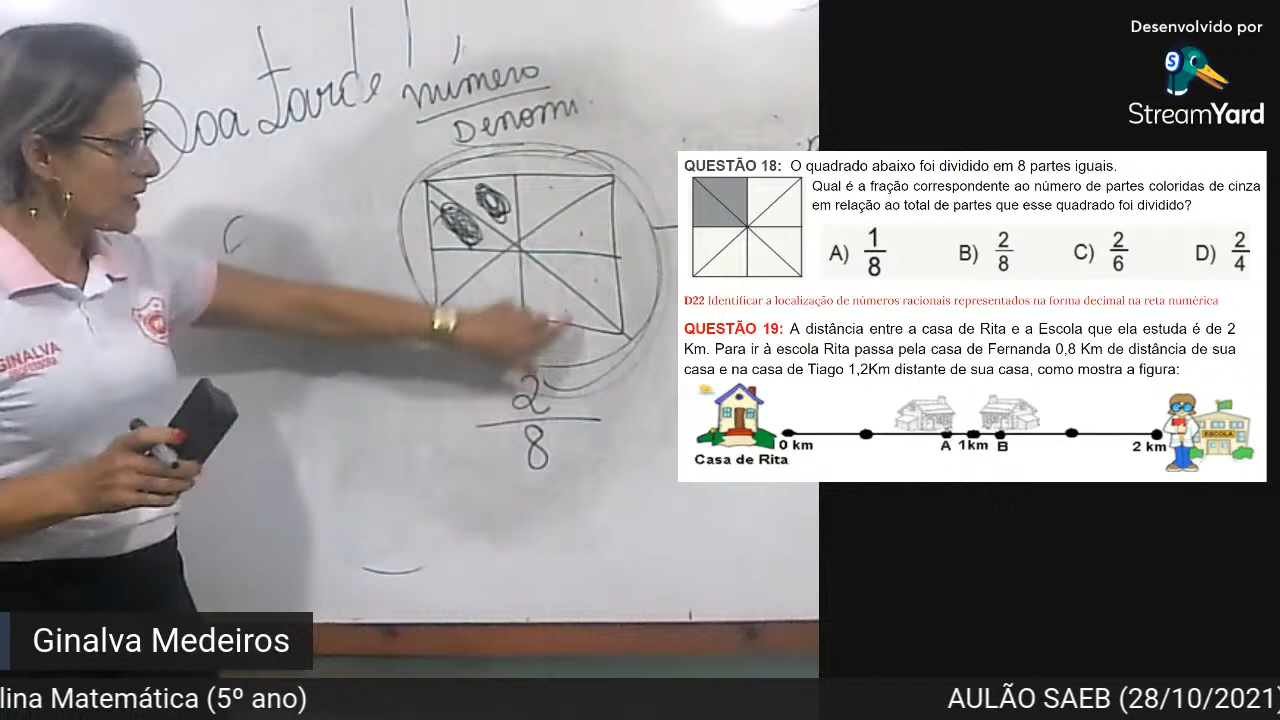 Boa tarde!
número
Denomi
2
8
GINALVA
Desenvolvido por
StreamYard
QUESTÃO 18: O quadrado abaixo foi dividido em 8 partes iguais.
Qual é a fração correspondente ao número de partes coloridas de cinza
em relação ao total de partes que esse quadrado foi dividido?
A) 1/8 B) 2/8 C) 2/6 D) 2/4
D22 Identificar a localização de números racionais representados na forma decimal na reta numérica
QUESTÃO 19: A distância entre a casa de Rita e a Escola que ela estuda é de 2
Km. Para ir à escola Rita passa pela casa de Fernanda 0,8 Km de distância de sua
casa e na casa de Tiago 1,2Km distante de sua casa, como mostra a figura:
ESCOLA
0 km A 1km B 2 km
Casa de Rita
Ginalva Medeiros
lina Matemática (5º ano) AULÃO SAEB (28/10/2021)